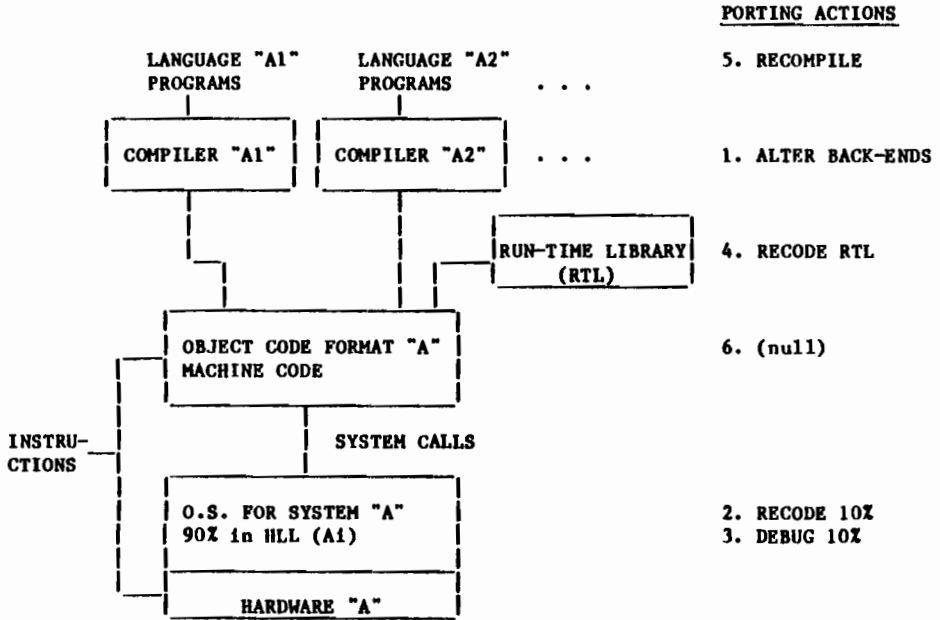 PORTING ACTIONS
LANGUAGE "A1" LANGUAGE "A2" 5. RECOMPILE
PROGRAMS PROGRAMS . . .
COMPILER "A1" COMPILER "A2" . . . 1. ALTER BACK-ENDS
RUN-TIME LIBRARY 4. RECODE RTL
(RTL)
OBJECT CODE FORMAT "A" 6. (null)
MACHINE CODE
INSTRU- SYSTEM CALLS
CTIONS
O.S. FOR SYSTEM "A" 2. RECODE 10%
90% in HLL (Ai) 3. DEBUG 10%
HARDWARE "A"